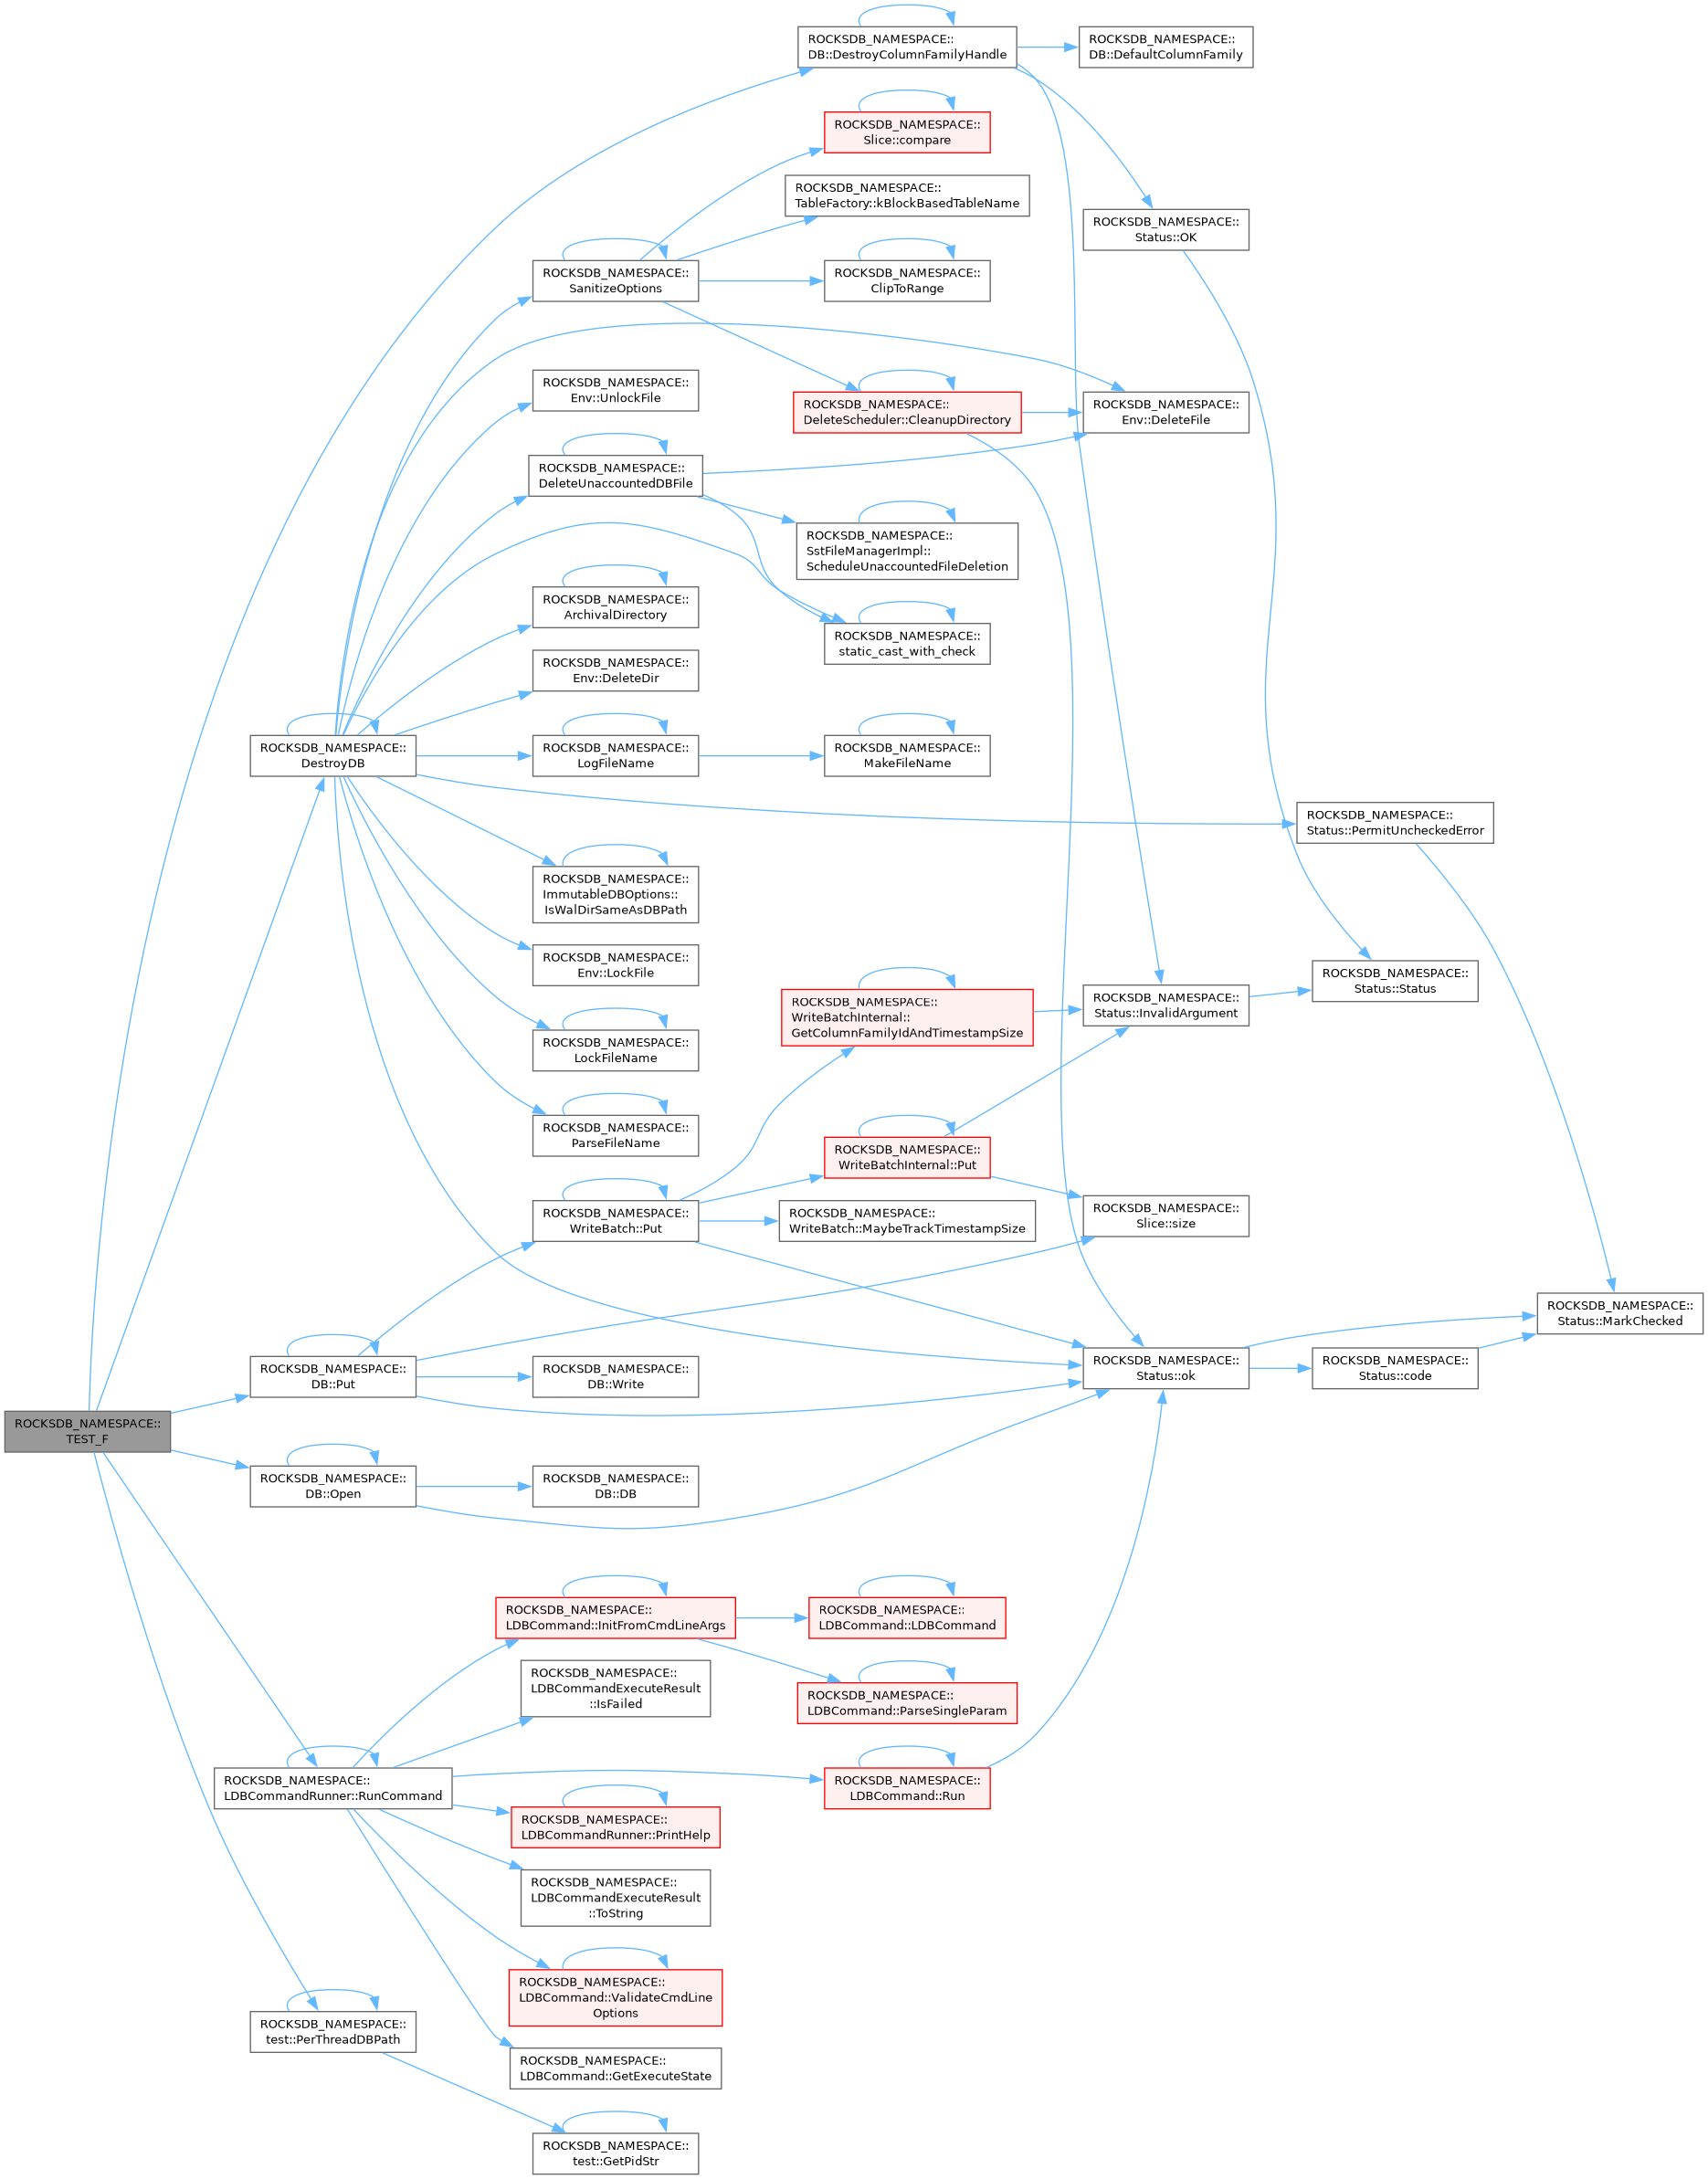 ROCKSDB_NAMESPACE::
DB::DestroyColumnFamilyHandle
ROCKSDB_NAMESPACE::
DB::DefaultColumnFamily
ROCKSDB_NAMESPACE::
Slice::compare
ROCKSDB_NAMESPACE::
TableFactory::kBlockBasedTableName
ROCKSDB_NAMESPACE::
Status::OK
ROCKSDB_NAMESPACE::
SanitizeOptions
ROCKSDB_NAMESPACE::
ClipToRange
ROCKSDB_NAMESPACE::
Env::UnlockFile
ROCKSDB_NAMESPACE::
DeleteScheduler::CleanupDirectory
ROCKSDB_NAMESPACE::
Env::DeleteFile
ROCKSDB_NAMESPACE::
DeleteUnaccountedDBFile
ROCKSDB_NAMESPACE::
SstFileManagerImpl::
ScheduleUnaccountedFileDeletion
ROCKSDB_NAMESPACE::
ArchivalDirectory
ROCKSDB_NAMESPACE::
static_cast_with_check
ROCKSDB_NAMESPACE::
Env::DeleteDir
ROCKSDB_NAMESPACE::
DestroyDB
ROCKSDB_NAMESPACE::
LogFileName
ROCKSDB_NAMESPACE::
MakeFileName
ROCKSDB_NAMESPACE::
Status::PermitUncheckedError
ROCKSDB_NAMESPACE::
ImmutableDBOptions::
IsWalDirSameAsDBPath
ROCKSDB_NAMESPACE::
Env::LockFile
ROCKSDB_NAMESPACE::
Status::Status
ROCKSDB_NAMESPACE::
WriteBatchInternal::
GetColumnFamilyIdAndTimestampSize
ROCKSDB_NAMESPACE::
Status::InvalidArgument
ROCKSDB_NAMESPACE::
LockFileName
ROCKSDB_NAMESPACE::
ParseFileName
ROCKSDB_NAMESPACE::
WriteBatchInternal::Put
ROCKSDB_NAMESPACE::
WriteBatch::Put
ROCKSDB_NAMESPACE::
WriteBatch::MaybeTrackTimestampSize
ROCKSDB_NAMESPACE::
Slice::size
ROCKSDB_NAMESPACE::
Status::MarkChecked
ROCKSDB_NAMESPACE::
DB::Put
ROCKSDB_NAMESPACE::
DB::Write
ROCKSDB_NAMESPACE::
Status::ok
ROCKSDB_NAMESPACE::
Status::code
ROCKSDB_NAMESPACE::
TEST_F
ROCKSDB_NAMESPACE::
DB::Open
ROCKSDB_NAMESPACE::
DB::DB
ROCKSDB_NAMESPACE::
LDBCommand::InitFromCmdLineArgs
ROCKSDB_NAMESPACE::
LDBCommand::LDBCommand
ROCKSDB_NAMESPACE::
LDBCommandExecuteResult
::IsFailed
ROCKSDB_NAMESPACE::
LDBCommand::ParseSingleParam
ROCKSDB_NAMESPACE::
LDBCommandRunner::RunCommand
ROCKSDB_NAMESPACE::
LDBCommand::Run
ROCKSDB_NAMESPACE::
LDBCommandRunner::PrintHelp
ROCKSDB_NAMESPACE::
LDBCommandExecuteResult
::ToString
ROCKSDB_NAMESPACE::
LDBCommand::ValidateCmdLine
Options
ROCKSDB_NAMESPACE::
test::PerThreadDBPath
ROCKSDB_NAMESPACE::
LDBCommand::GetExecuteState
ROCKSDB_NAMESPACE::
test::GetPidStr